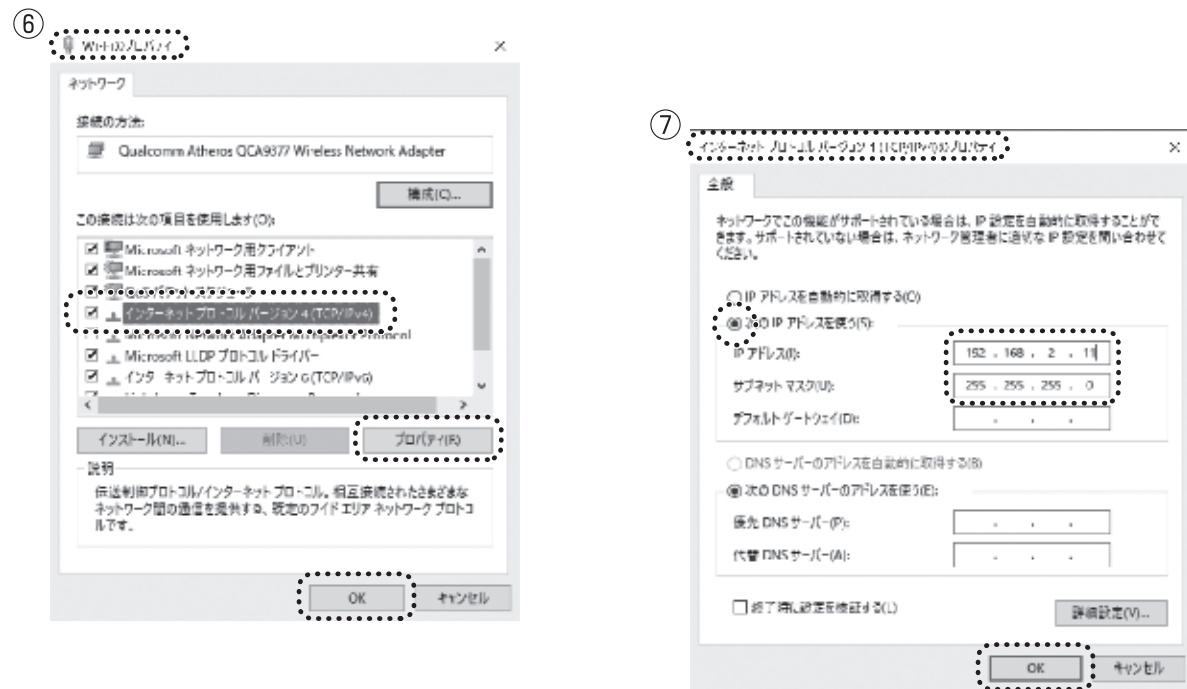 ⑥
Wi-Fiのプロパティ
ネットワーク
接続の方法:
Qualcomm Atheros QCA9377 Wireless Network Adapter
構成(C)...
この接続は次の項目を使用します(O):
Microsoft ネットワーク用クライアント
Microsoft ネットワーク用ファイルとプリンター共有
QoS パケット スケジューラ
インターネット プロトコル バージョン 4 (TCP/IPv4)
Microsoft Network Adapter Multiplexor Protocol
Microsoft LLDP プロトコル ドライバー
インターネット プロトコル バージョン 6 (TCP/IPv6)
インストール(N)...
削除(U)
プロパティ(R)
説明
伝送制御プロトコル/インターネット プロトコル。相互接続されたさまざまな
ネットワーク間の通信を提供する、既定のワイド エリア ネットワーク プロトコ
ルです。
OK
キャンセル
⑦
インターネット プロトコル バージョン 4 (TCP/IPv4)のプロパティ
全般
ネットワークでこの機能がサポートされている場合は、IP 設定を自動的に取得することがで
きます。サポートされていない場合は、ネットワーク管理者に適切な IP 設定を問い合わせて
ください。
IP アドレスを自動的に取得する(O)
次の IP アドレスを使う(S):
IP アドレス(I):
192 . 168 . 2 . 11
サブネット マスク(U):
255 . 255 . 255 . 0
デフォルト ゲートウェイ(D):
. . .
DNS サーバーのアドレスを自動的に取得する(B)
次の DNS サーバーのアドレスを使う(E):
優先 DNS サーバー(P):
. . .
代替 DNS サーバー(A):
. . .
終了時に設定を検証する(L)
詳細設定(V)...
OK
キャンセル